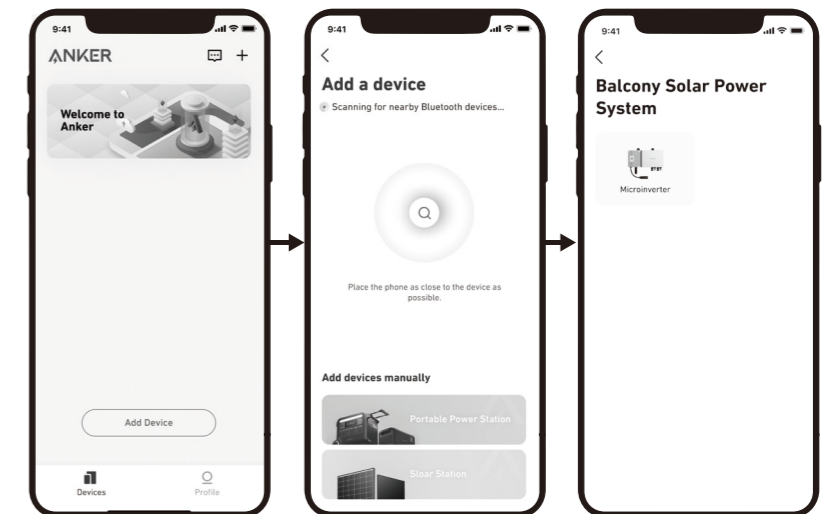 9:41
ANKER
Welcome to
Anker
Add Device
Devices
Profile
9:41
Add a device
Scanning for nearby Bluetooth devices...
Place the phone as close to the device as
possible.
Add devices manually
Portable Power Station
Sloar Station
9:41
Balcony Solar Power
System
Microinverter